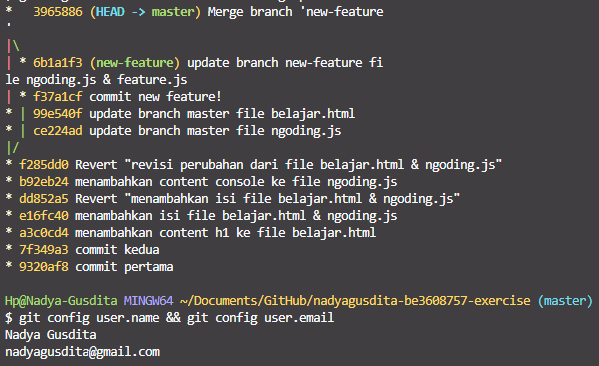 *   3965886 (HEAD -> master) Merge branch 'new-feature
'
|\
| * 6b1a1f3 (new-feature) update branch new-feature fi
le ngoding.js & feature.js
| * f37a1cf commit new feature!
* | 99e540f update branch master file belajar.html
* | ce224ad update branch master file ngoding.js
|/
* f285dd0 Revert "revisi perubahan dari file belajar.html & ngoding.js"
* b92eb24 menambahkan content console ke file ngoding.js
* dd852a5 Revert "menambahkan isi file belajar.html & ngoding.js"
* e16fc40 menambahkan isi file belajar.html & ngoding.js
* a3c0cd4 menambahkan content h1 ke file belajar.html
* 7f349a3 commit kedua
* 9320af8 commit pertama

Hp@Nadya-Gusdita MINGW64 ~/Documents/GitHub/nadyagusdita-be3608757-exercise (master)
$ git config user.name && git config user.email
Nadya Gusdita
nadyagusdita@gmail.com